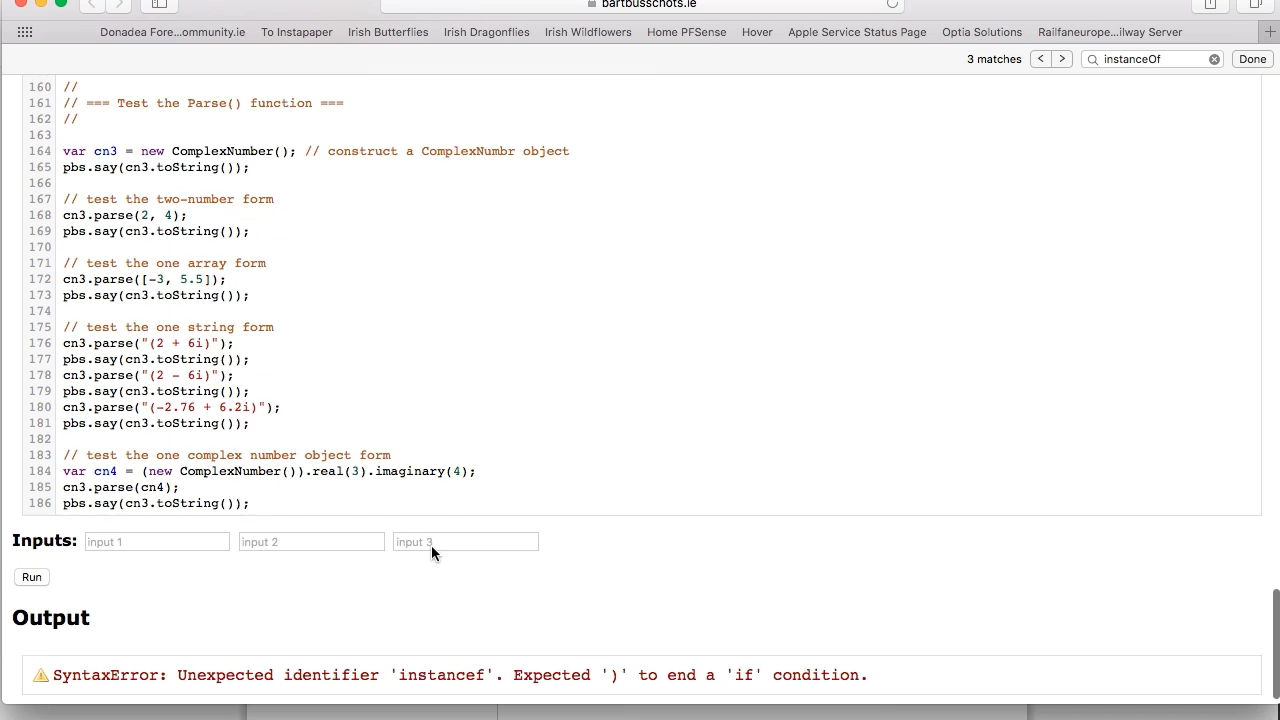 bartbusschots.ie
Donadea Fore...ommunity.ie To Instapaper Irish Butterflies Irish Dragonflies Irish Wildflowers Home PFSense Hover Apple Service Status Page Optia Solutions Railfaneurope...ilway Server
3 matches instanceOf Done
160 //
161 // === Test the Parse() function ===
162 //
163
164 var cn3 = new ComplexNumber(); // construct a ComplexNumbr object
165 pbs.say(cn3.toString());
166
167 // test the two-number form
168 cn3.parse(2, 4);
169 pbs.say(cn3.toString());
170
171 // test the one array form
172 cn3.parse([-3, 5.5]);
173 pbs.say(cn3.toString());
174
175 // test the one string form
176 cn3.parse("(2 + 6i)");
177 pbs.say(cn3.toString());
178 cn3.parse("(2 - 6i)");
179 pbs.say(cn3.toString());
180 cn3.parse("(-2.76 + 6.2i)");
181 pbs.say(cn3.toString());
182
183 // test the one complex number object form
184 var cn4 = (new ComplexNumber()).real(3).imaginary(4);
185 cn3.parse(cn4);
186 pbs.say(cn3.toString());
Inputs: input 1 input 2 input 3
Run
Output
SyntaxError: Unexpected identifier 'instancef'. Expected ')' to end a 'if' condition.